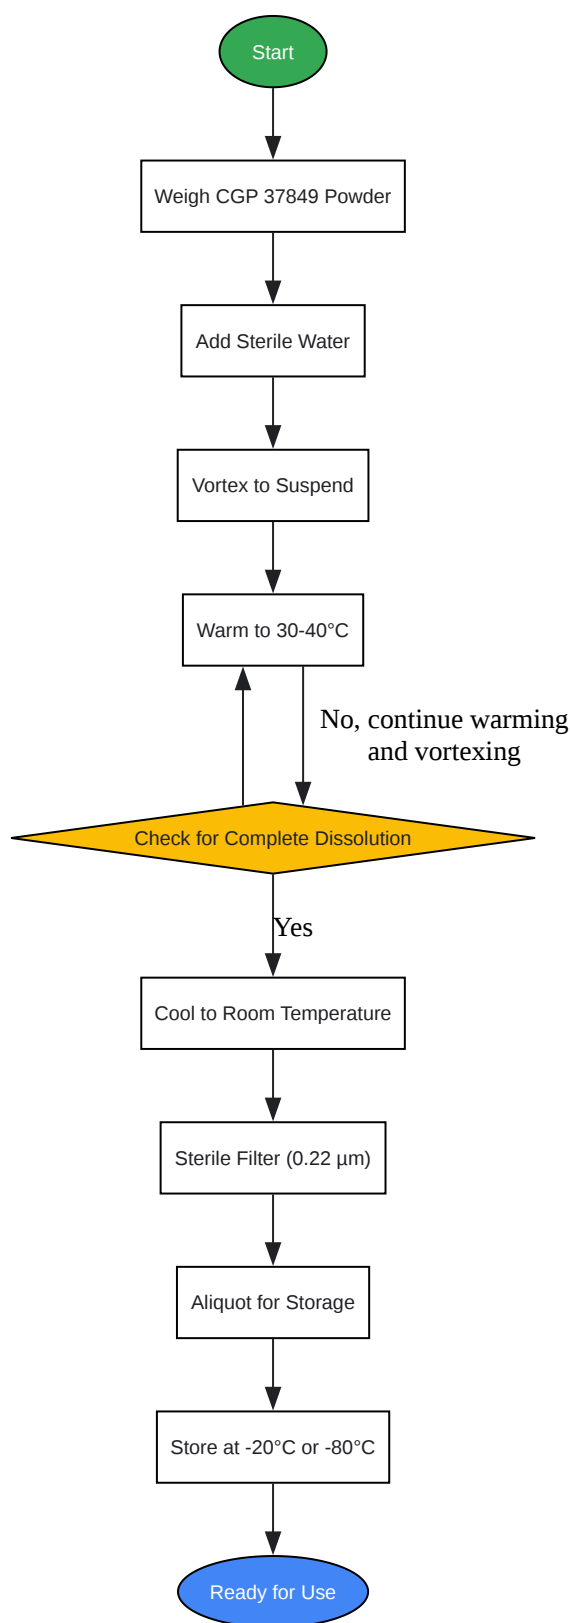 Start
Weigh CGP 37849 Powder
Add Sterile Water
Vortex to Suspend
Warm to 30-40°C
No, continue warming
and vortexing
Check for Complete Dissolution
Yes
Cool to Room Temperature
Sterile Filter (0.22 µm)
Aliquot for Storage
Store at -20°C or -80°C
Ready for Use